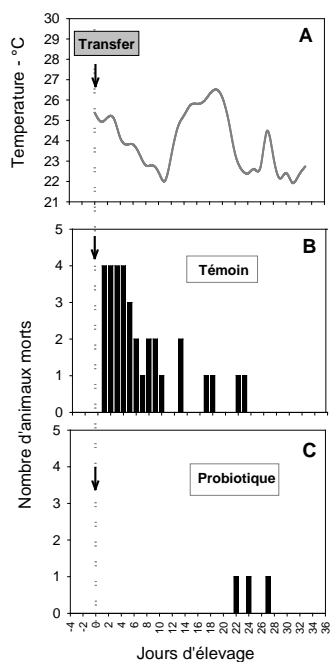 Transfer
A
Temperature - °C
30
29
28
27
26
25
24
23
22
21
B
Témoin
5
4
3
2
1
0
Nombre d'animaux morts
C
Probiotique
5
4
3
2
1
0
-4 -2 0 2 4 6 8 10 12 14 16 18 20 22 24 26 28 30 32 34 36
Jours d'élevage